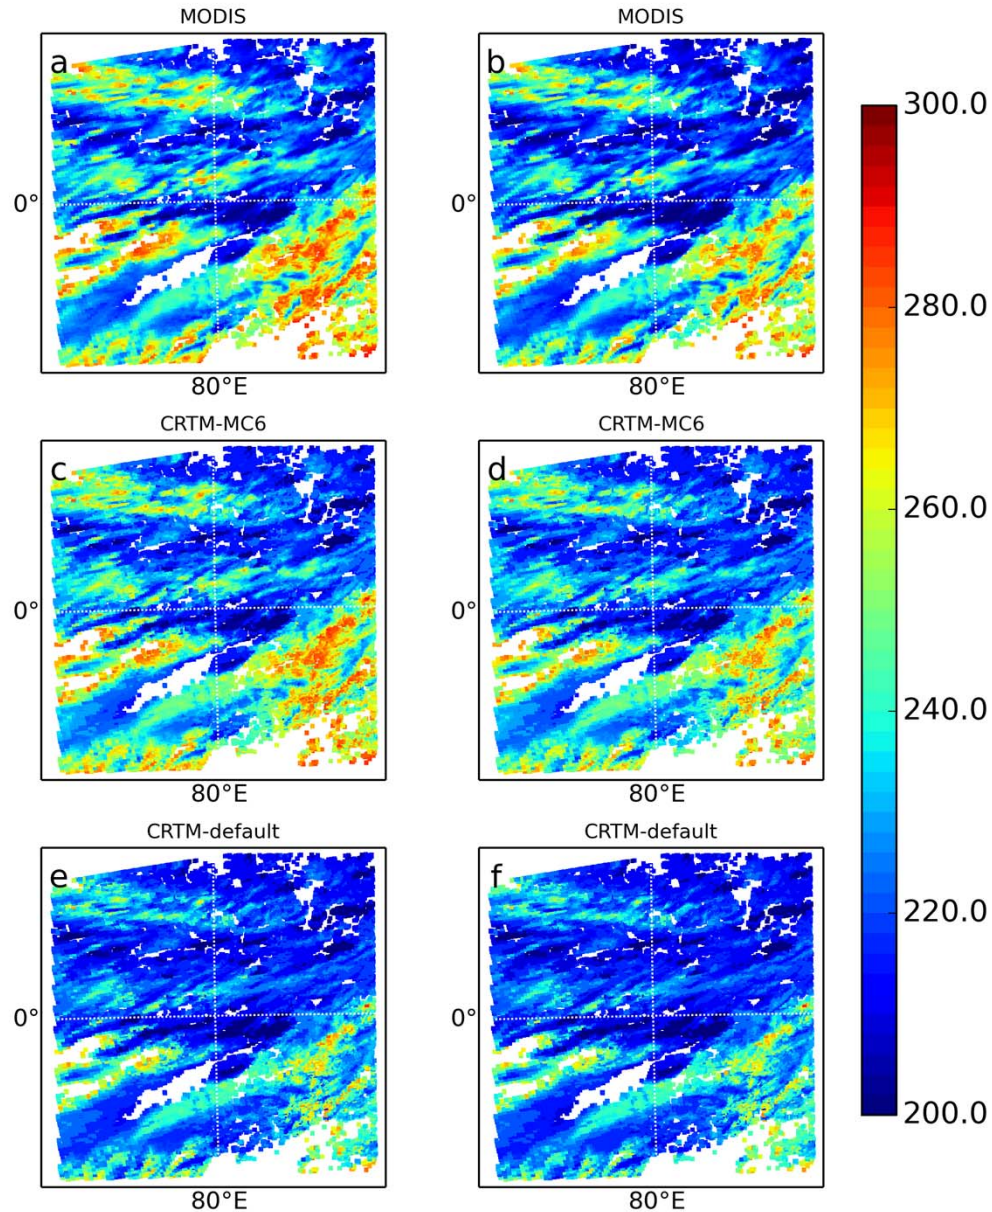 MODIS
MODIS
a
b
0°
0°
80°E
80°E
CRTM-MC6
CRTM-MC6
c
d
0°
0°
80°E
80°E
CRTM-default
CRTM-default
e
f
0°
0°
80°E
80°E
300.0
280.0
260.0
240.0
220.0
200.0